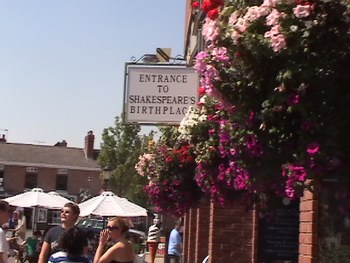 ENTRANCE
TO
SHAKESPEARE'S
BIRTHPLACE